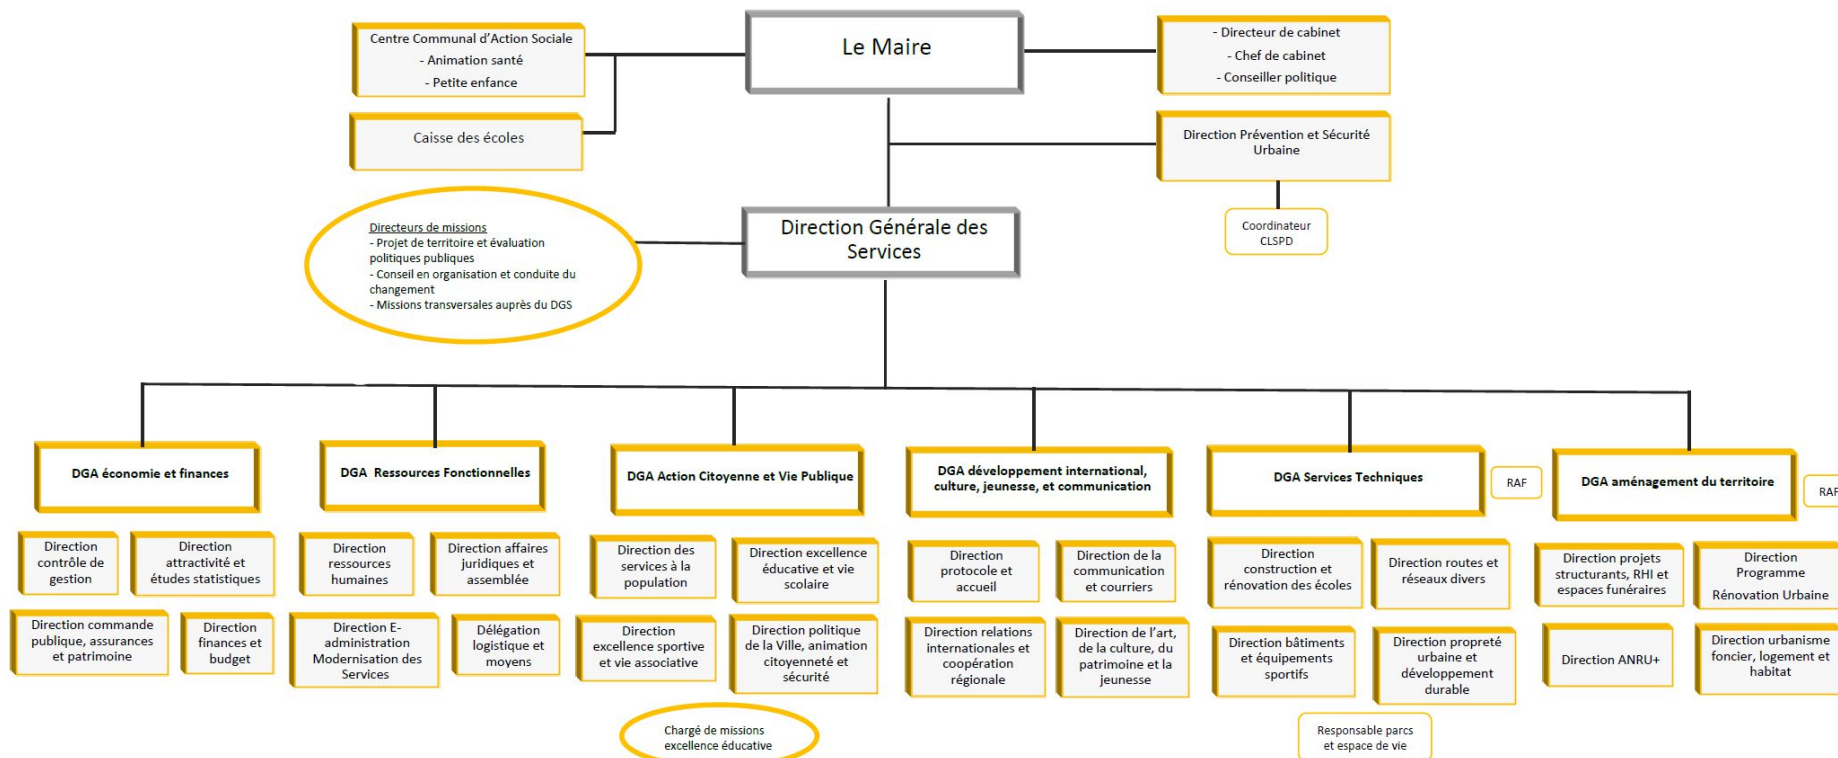 Centre Communal d'Action Sociale
- Animation santé
- Petite enfance
Le Maire
- Directeur de cabinet
- Chef de cabinet
- Conseiller politique
Caisse des écoles
Direction Prévention et Sécurité
Urbaine
Directeurs de missions
- Projet de territoire et évaluation
politiques publiques
- Conseil en organisation et conduite du
changement
- Missions transversales auprès du DGS
Direction Générale des
Services
Coordinateur
CLSPD
DGA économie et finances
DGA Ressources Fonctionnelles
DGA Action Citoyenne et Vie Publique
DGA développement international,
culture, jeunesse, et communication
DGA Services Techniques
RAF
DGA aménagement du territoire
RAF
Direction
contrôle de
gestion
Direction
attractivité et
études statistiques
Direction
ressources
humaines
Direction affaires
juridiques et
assemblée
Direction des
services à la
population
Direction excellence
éducative et vie
scolaire
Direction
protocole et
accueil
Direction de la
communication
et courriers
Direction
construction et
rénovation des écoles
Direction routes et
réseaux divers
Direction projets
structurants, RHI et
espaces funéraires
Direction
Programme
Rénovation Urbaine
Direction commande
publique, assurances
et patrimoine
Direction
finances et
budget
Direction E-
administration
Modernisation des
Services
Délégation
logistique et
moyens
Direction
excellence sportive
et vie associative
Direction politique
de la Ville, animation
citoyenneté et
sécurité
Direction relations
internationales et
coopération
régionale
Direction de l'art,
de la culture, du
patrimoine et la
jeunesse
Direction bâtiments
et équipements
sportifs
Direction propreté
urbaine et
développement
durable
Direction ANRU+
Direction urbanisme
foncier, logement et
habitat
Chargé de missions
excellence éducative
Responsable parcs
et espace de vie